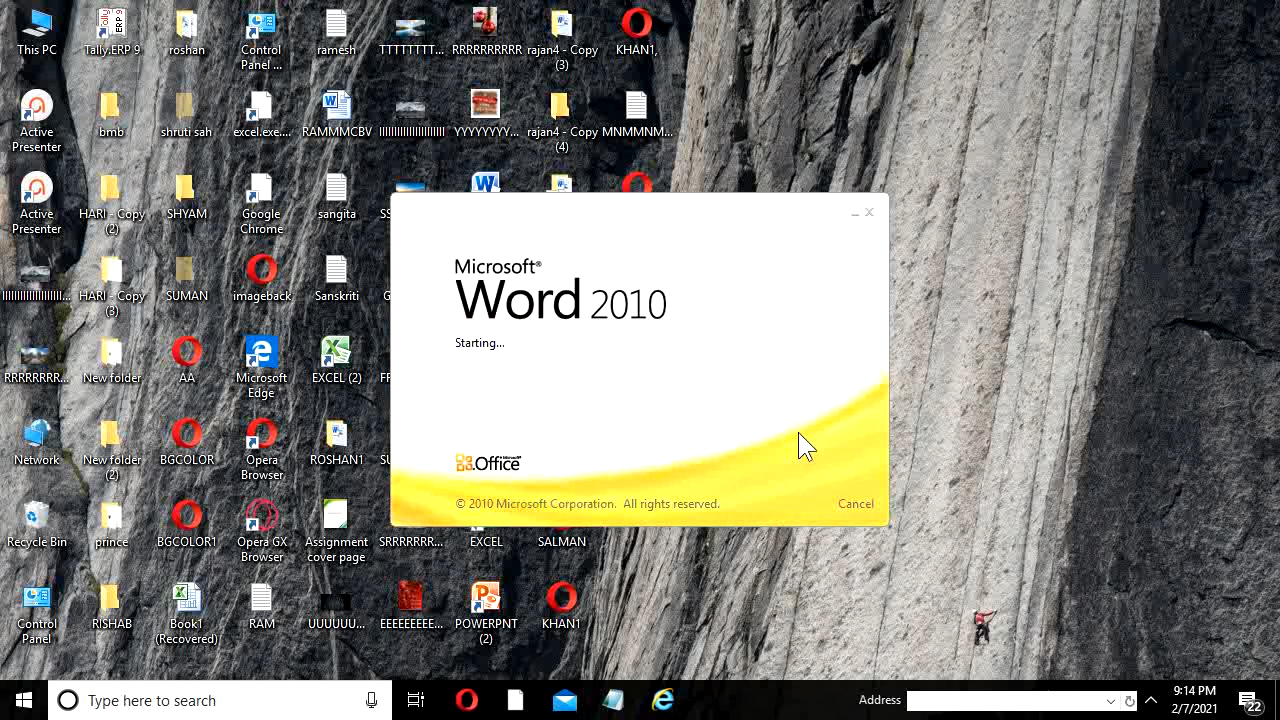 This PC
Tally.ERP 9
roshan
Control
Panel ...
ramesh
TTTTTTTT...
RRRRRRRRRR
rajan4 - Copy
(3)
KHAN1,
Active
Presenter
bmb
shruti sah
excel.exe....
RAMMMCBV
YYYYYYYY...
rajan4 - Copy
(4)
MNMMNM...
Active
Presenter
HARI - Copy
(2)
SHYAM
Google
Chrome
sangita
HARI - Copy
(3)
SUMAN
imageback
Sanskriti
RRRRRRRR...
New folder
AA
Microsoft
Edge
EXCEL (2)
Network
New folder
(2)
BGCOLOR
Opera
Browser
ROSHAN1
Recycle Bin
prince
BGCOLOR1
Opera GX
Browser
Assignment
cover page
SRRRRRRR...
EXCEL
SALMAN
Control
Panel
RISHAB
Book1
(Recovered)
RAM
UUUUUU...
EEEEEEEEE...
POWERPNT
(2)
KHAN1
Microsoft®
Word 2010
Starting...
Microsoft®
Office
© 2010 Microsoft Corporation.  All rights reserved.
Cancel
Type here to search
Address
9:14 PM
2/7/2021
22